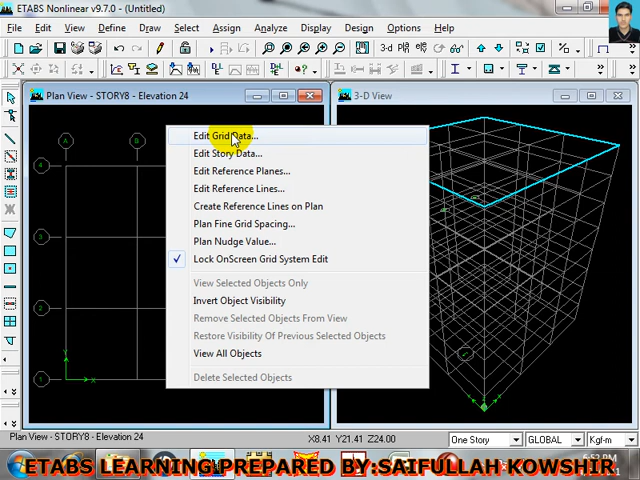 ETABS Nonlinear v9.7.0 - (Untitled)
File Edit View Define Draw Select Assign Analyze Display Design Options Help
3-d
Plan View - STORY8 - Elevation 24
3-D View
A B
4
3
2
1
Y
X
Edit Grid Data...
Edit Story Data...
Edit Reference Planes...
Edit Reference Lines...
Create Reference Lines on Plan
Plan Fine Grid Spacing...
Plan Nudge Value...
Lock OnScreen Grid System Edit
View Selected Objects Only
Invert Object Visibility
Remove Selected Objects From View
Restore Visibility Of Previous Selected Objects
View All Objects
Delete Selected Objects
Plan View - STORY8 - Elevation 24
X8.41 Y21.41 Z24.00
One Story
GLOBAL
Kgf-m
ETABS LEARNING PREPARED BY:SAIFULLAH KOWSHIR